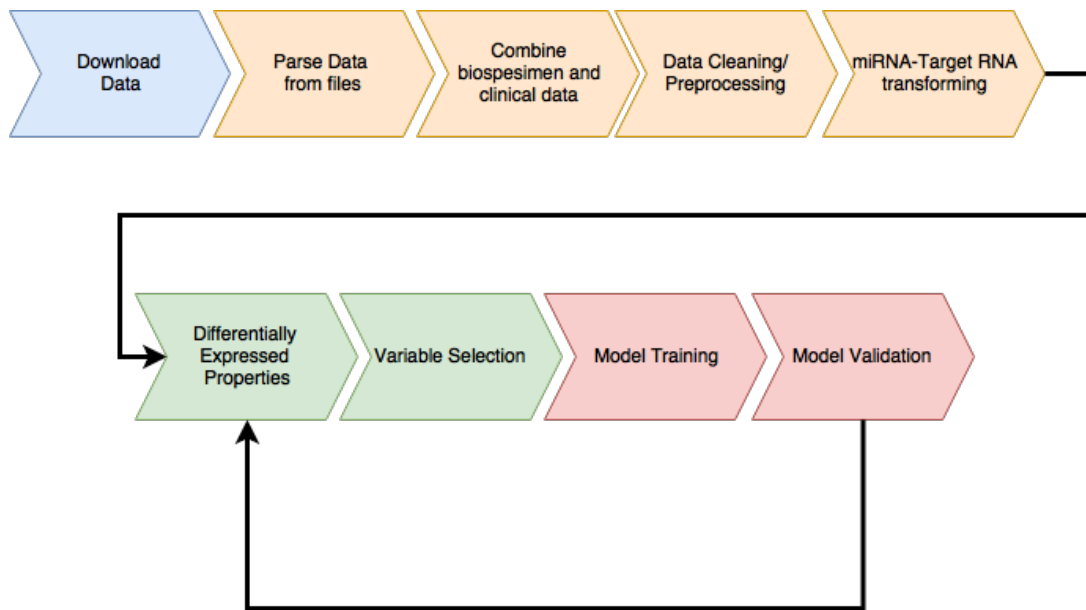 Download
Data
Parse Data
from files
Combine
biospesimen and
clinical data
Data Cleaning/
Preprocessing
miRNA-Target RNA
transforming
Differentially
Expressed
Properties
Variable Selection
Model Training
Model Validation